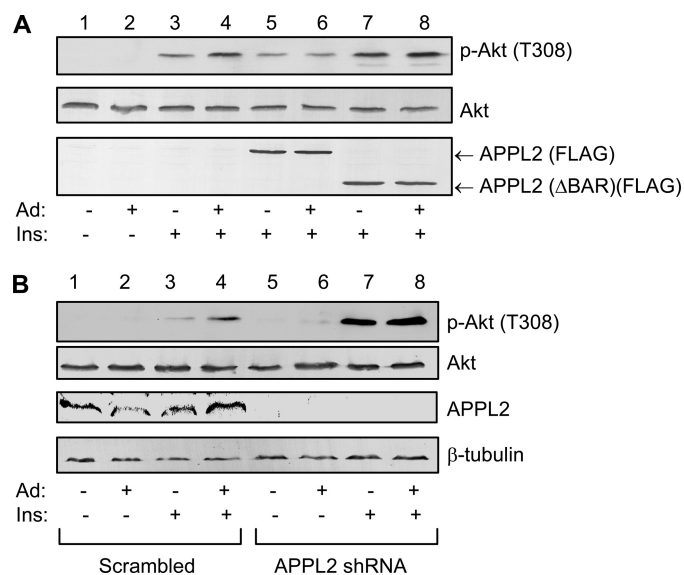 A
1 2 3 4 5 6 7 8
p-Akt (T308)
Akt
← APPL2 (FLAG)
← APPL2 (ΔBAR)(FLAG)
Ad: - + - + - + - +
Ins: - - + + + + + +
B
1 2 3 4 5 6 7 8
p-Akt (T308)
Akt
APPL2
β-tubulin
Ad: - + - + - + - +
Ins: - - + + - - + +
Scrambled APPL2 shRNA